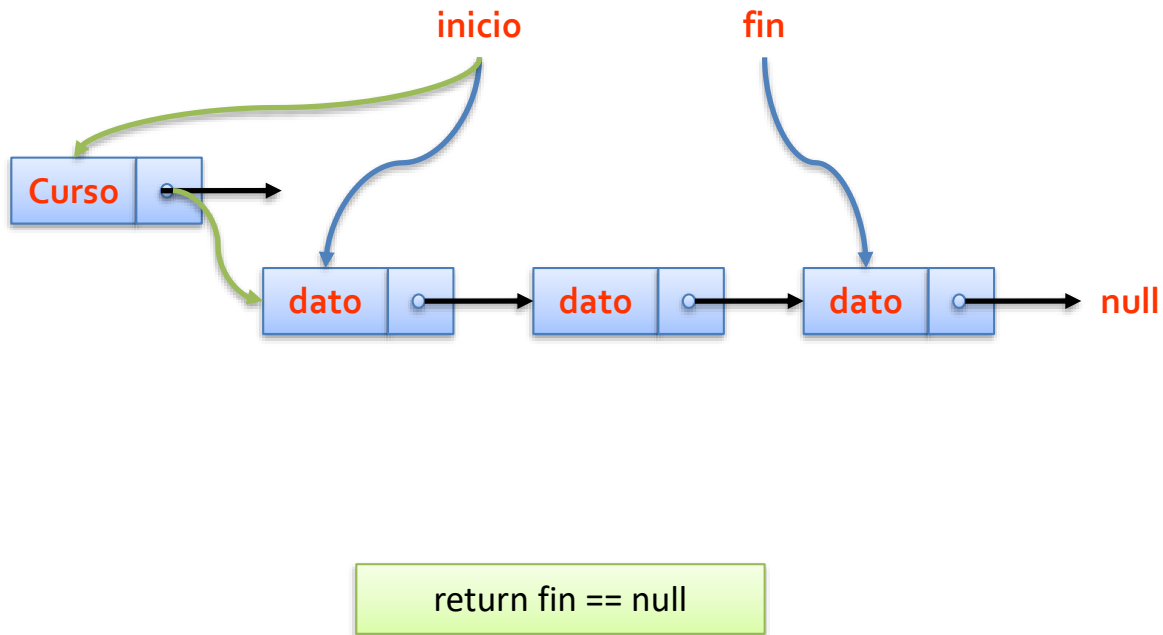 inicio fin
Curso
dato dato dato null
return fin == null